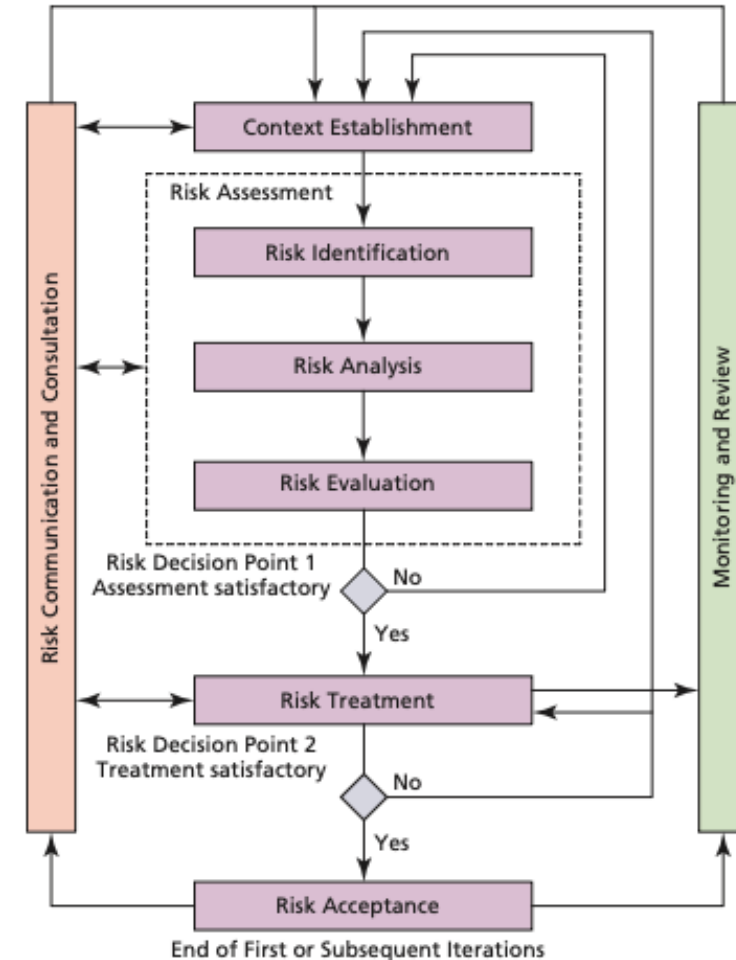 Context Establishment
Risk Assessment
Risk Identification
Risk Communication and Consultation
Risk Analysis
Monitoring and Review
Risk Evaluation
Risk Decision Point 1
Assessment satisfactory
No
Yes
Risk Treatment
Risk Decision Point 2
Treatment satisfactory
No
Yes
Risk Acceptance
End of First or Subsequent Iterations